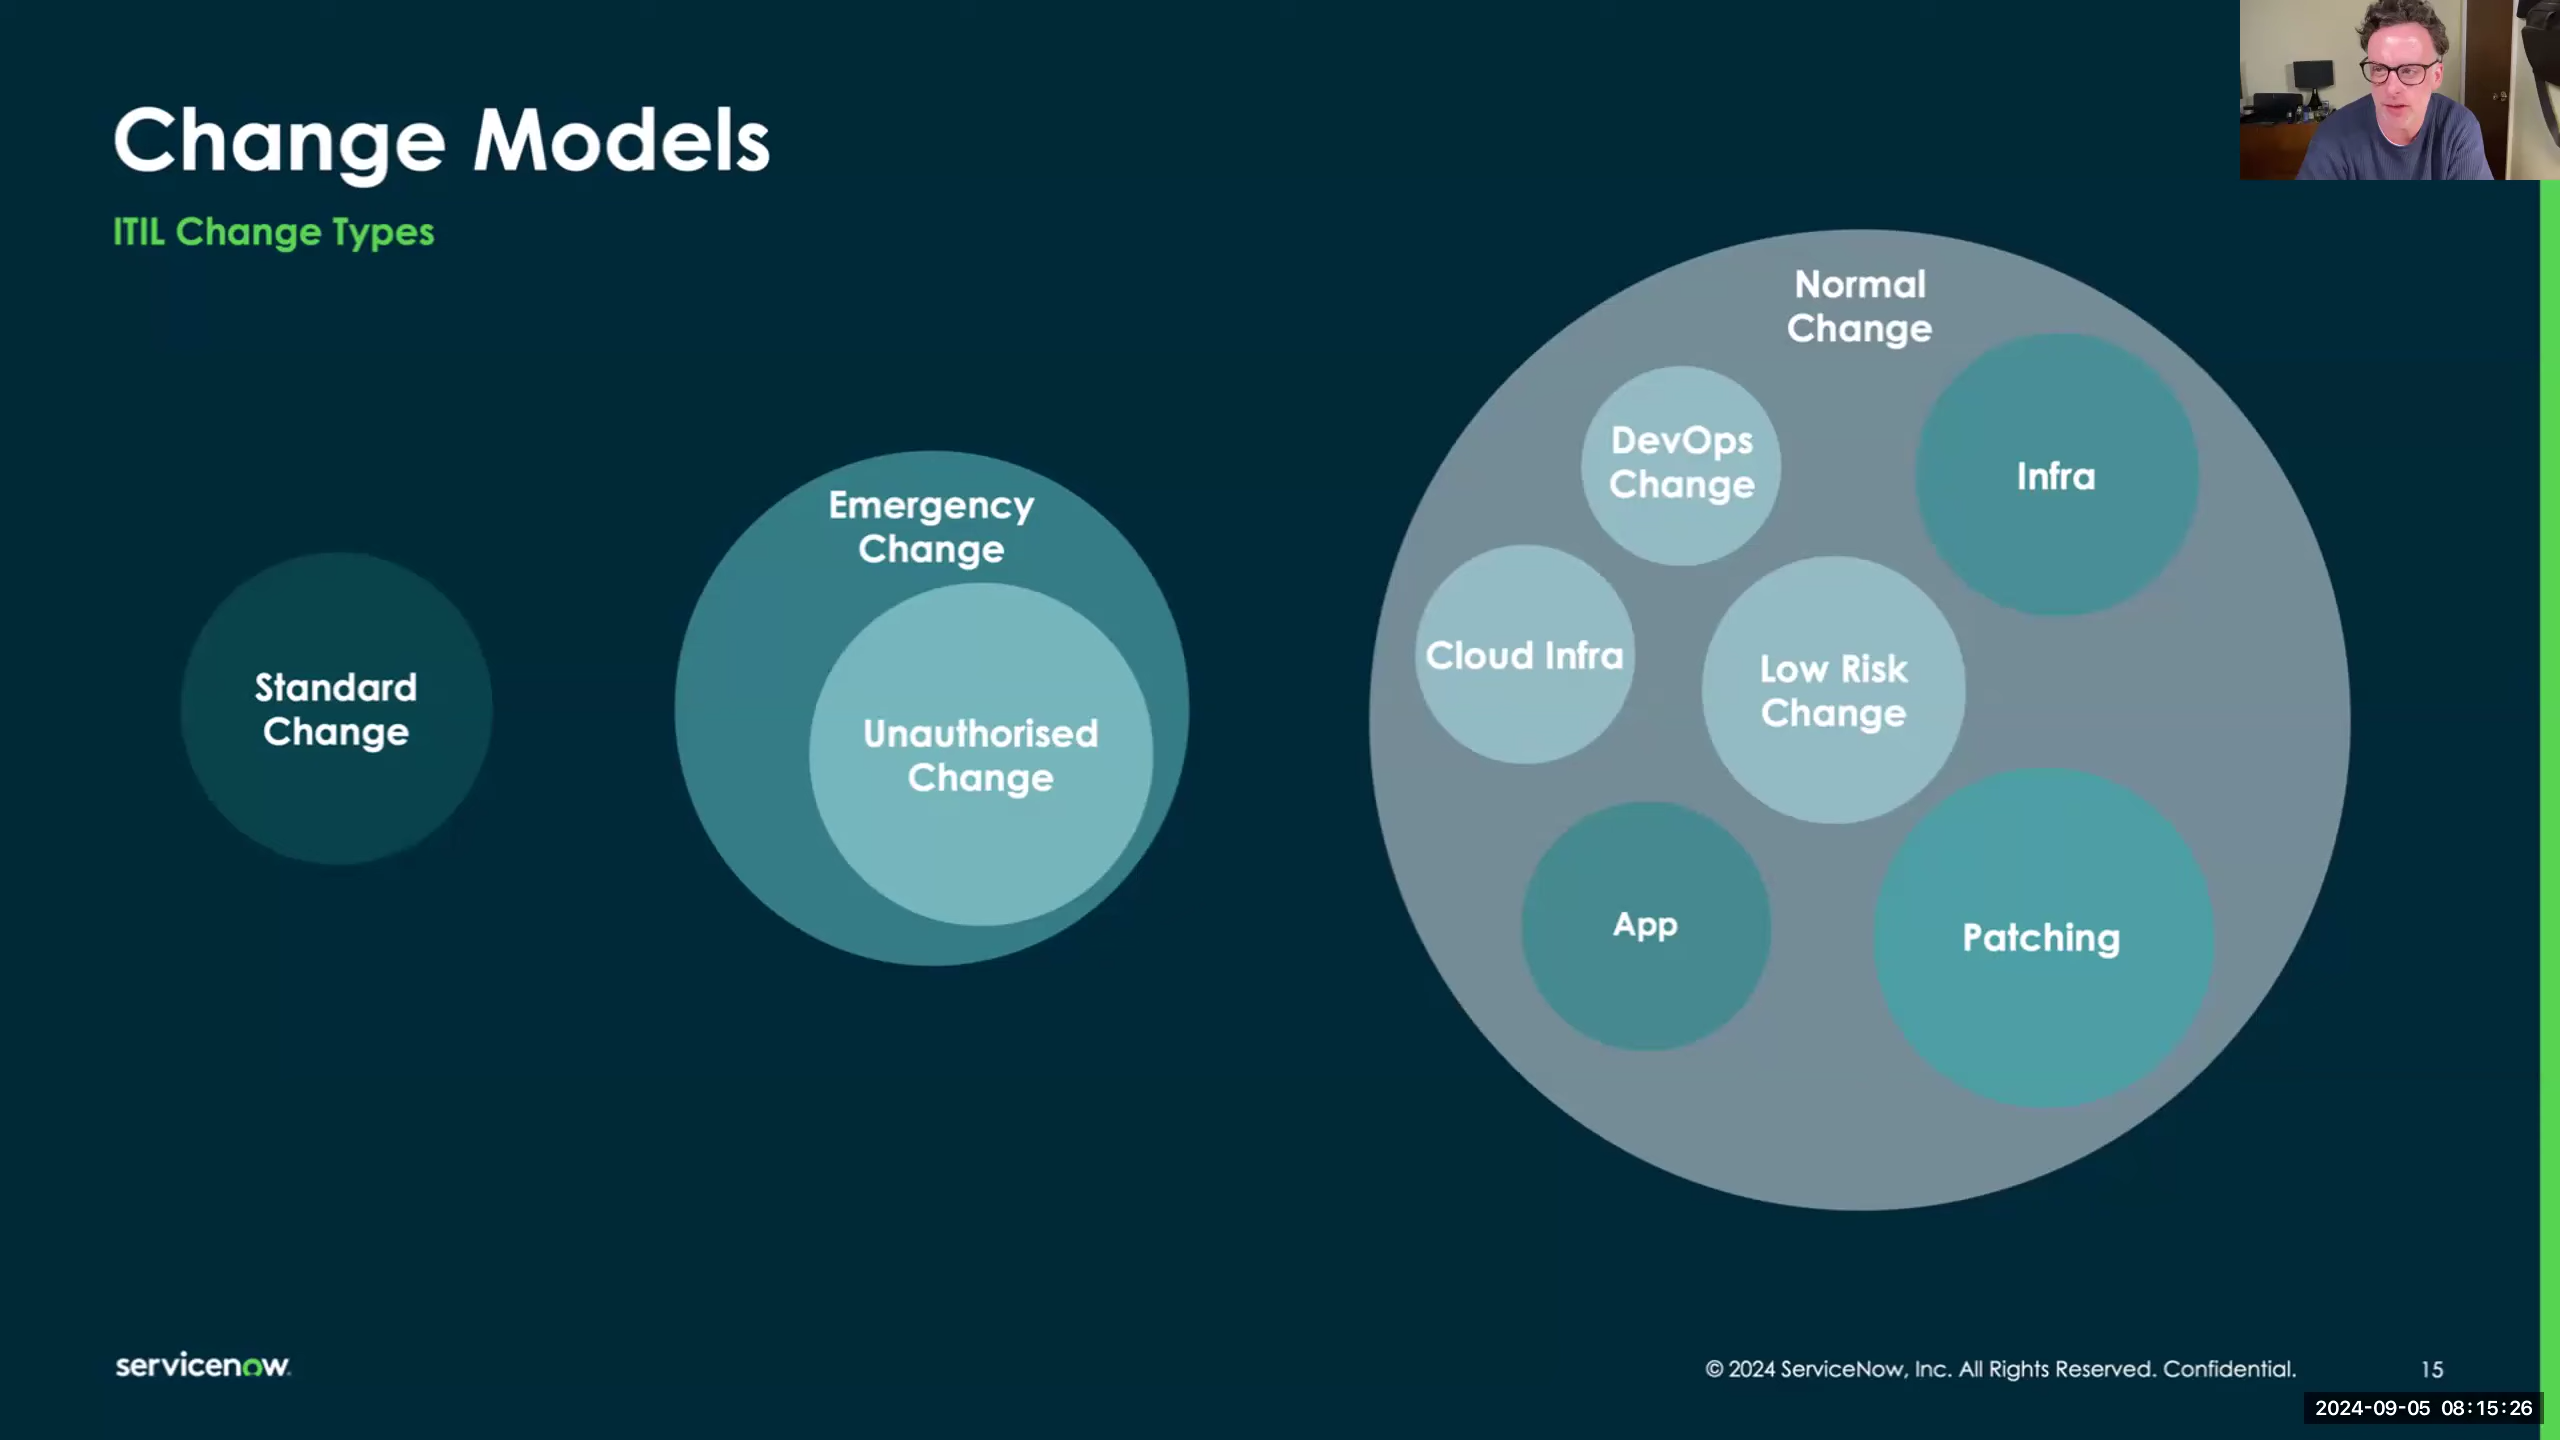 Change Models
ITIL Change Types
Standard
Change
Emergency
Change
Unauthorised
Change
Normal
Change
DevOps
Change
Infra
Cloud Infra
Low Risk
Change
App
Patching
servicenow.
© 2024 ServiceNow, Inc. All Rights Reserved. Confidential.
15
2024-09-05 08:15:26